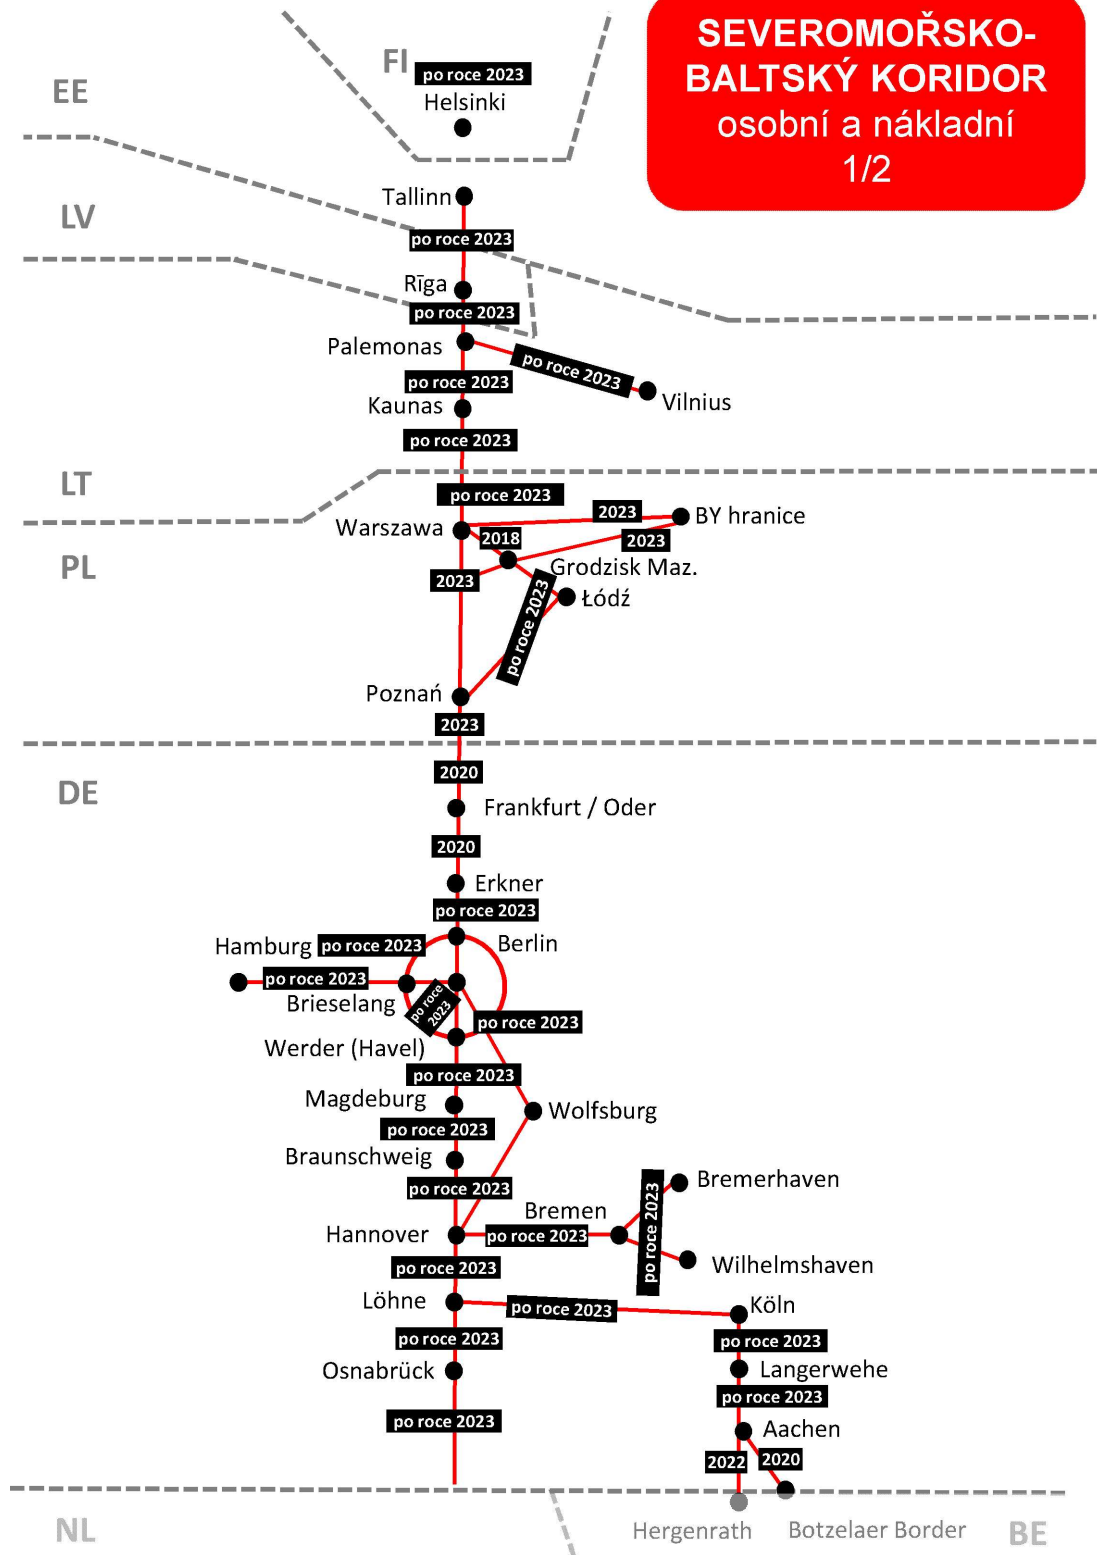 SEVEROMOŘSKO-
BALTSKÝ KORIDOR
osobní a nákladní
1/2
FI
po roce 2023
Helsinki
EE
Tallinn
LV
po roce 2023
Rīga
po roce 2023
Palemonas
po roce 2023
Vilnius
po roce 2023
Kaunas
po roce 2023
LT
po roce 2023
Warszawa
2023
BY hranice
2018
2023
PL
2023
Grodzisk Maz.
po roce 2023
Łódź
Poznań
2023
DE
2020
Frankfurt / Oder
2020
Erkner
po roce 2023
Hamburg
po roce 2023
Berlin
po roce 2023
Brieselang
po roce
2023
po roce 2023
Werder (Havel)
po roce 2023
Magdeburg
Wolfsburg
po roce 2023
Braunschweig
po roce 2023
Bremerhaven
Bremen
po roce 2023
Hannover
po roce 2023
Wilhelmshaven
po roce 2023
Löhne
po roce 2023
Köln
po roce 2023
po roce 2023
Osnabrück
Langerwehe
po roce 2023
po roce 2023
Aachen
2022
2020
NL
Hergenrath
Botzelaer Border
BE